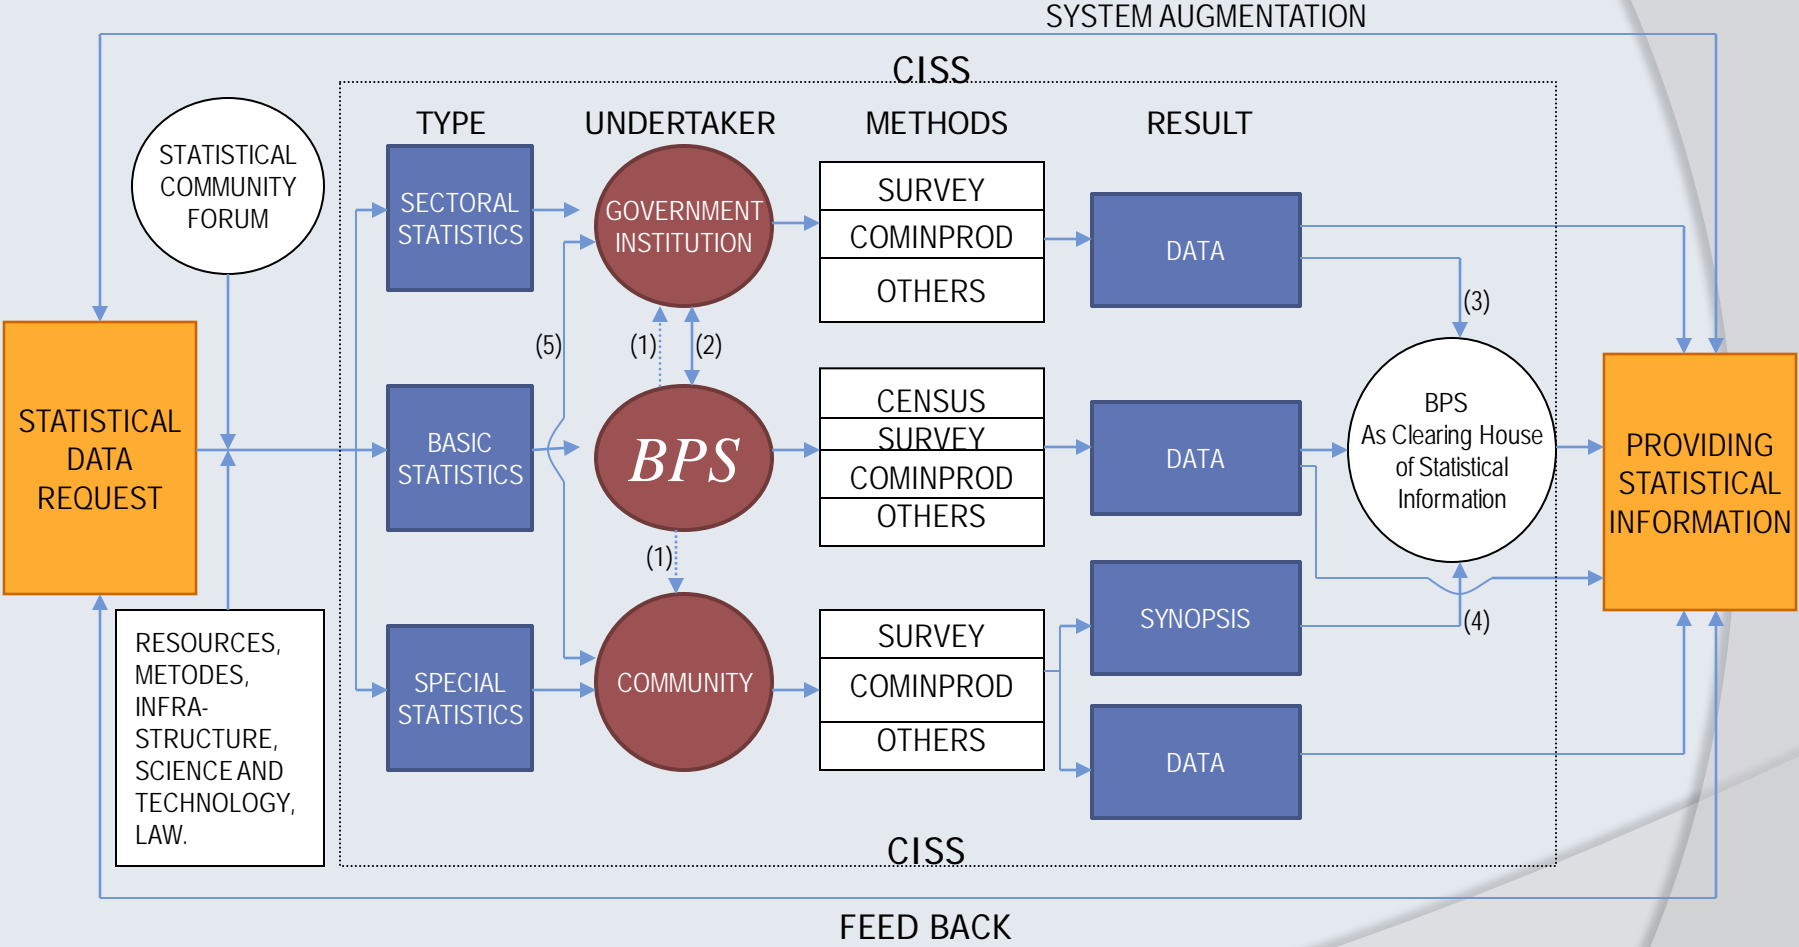 SYSTEM AUGMENTATION
CISS
TYPE
UNDERTAKER
METHODS
RESULT
STATISTICAL
COMMUNITY
FORUM
SECTORAL
STATISTICS
GOVERNMENT
INSTITUTION
SURVEY
COMINPROD
OTHERS
DATA
(3)
(5)
(1)
(2)
STATISTICAL
DATA
REQUEST
BASIC
STATISTICS
BPS
CENSUS
SURVEY
COMINPROD
OTHERS
DATA
BPS
As Clearing House
of Statistical
Information
PROVIDING
STATISTICAL
INFORMATION
(1)
RESOURCES,
METODES,
INFRA-
STRUCTURE,
SCIENCE AND
TECHNOLOGY,
LAW.
SPECIAL
STATISTICS
COMMUNITY
SURVEY
COMINPROD
OTHERS
SYNOPSIS
(4)
DATA
CISS
FEED BACK